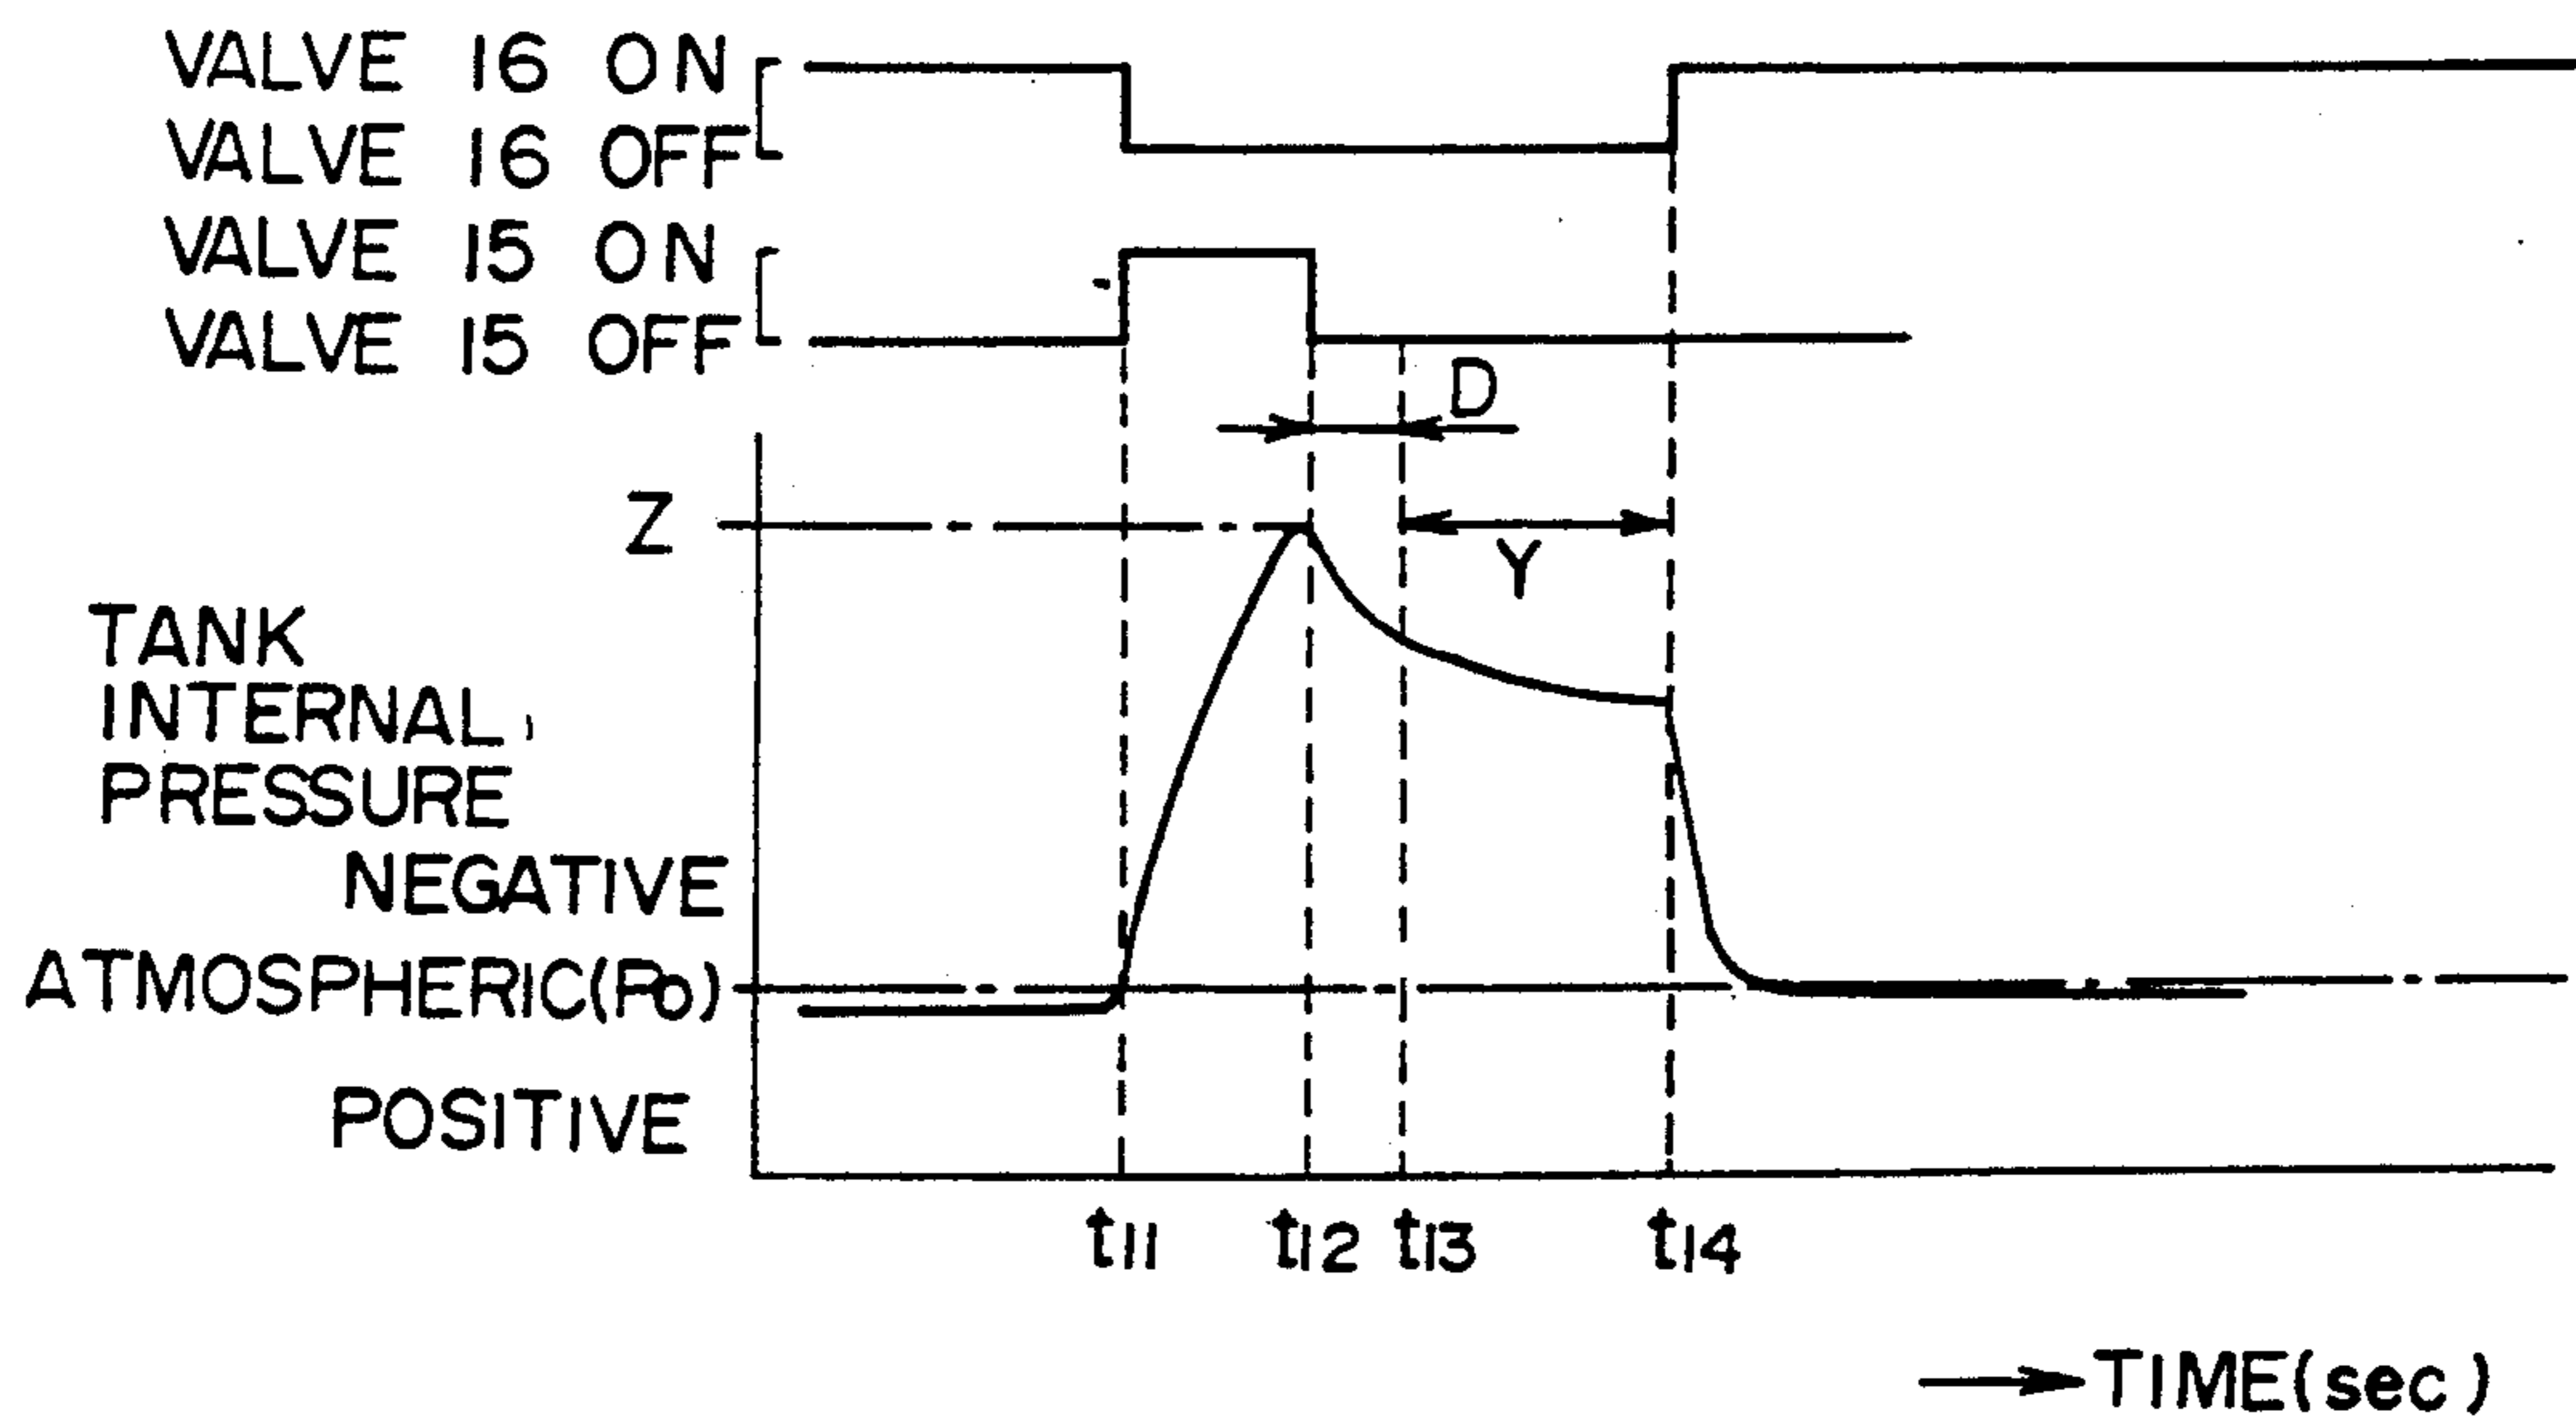 VALVE 16 ON
VALVE 16 OFF
VALVE 15 ON
VALVE 15 OFF
D
Z
Y
TANK
INTERNAL
PRESSURE
NEGATIVE
ATMOSPHERIC(Po)
POSITIVE
t11 t12 t13 t14
TIME(sec)